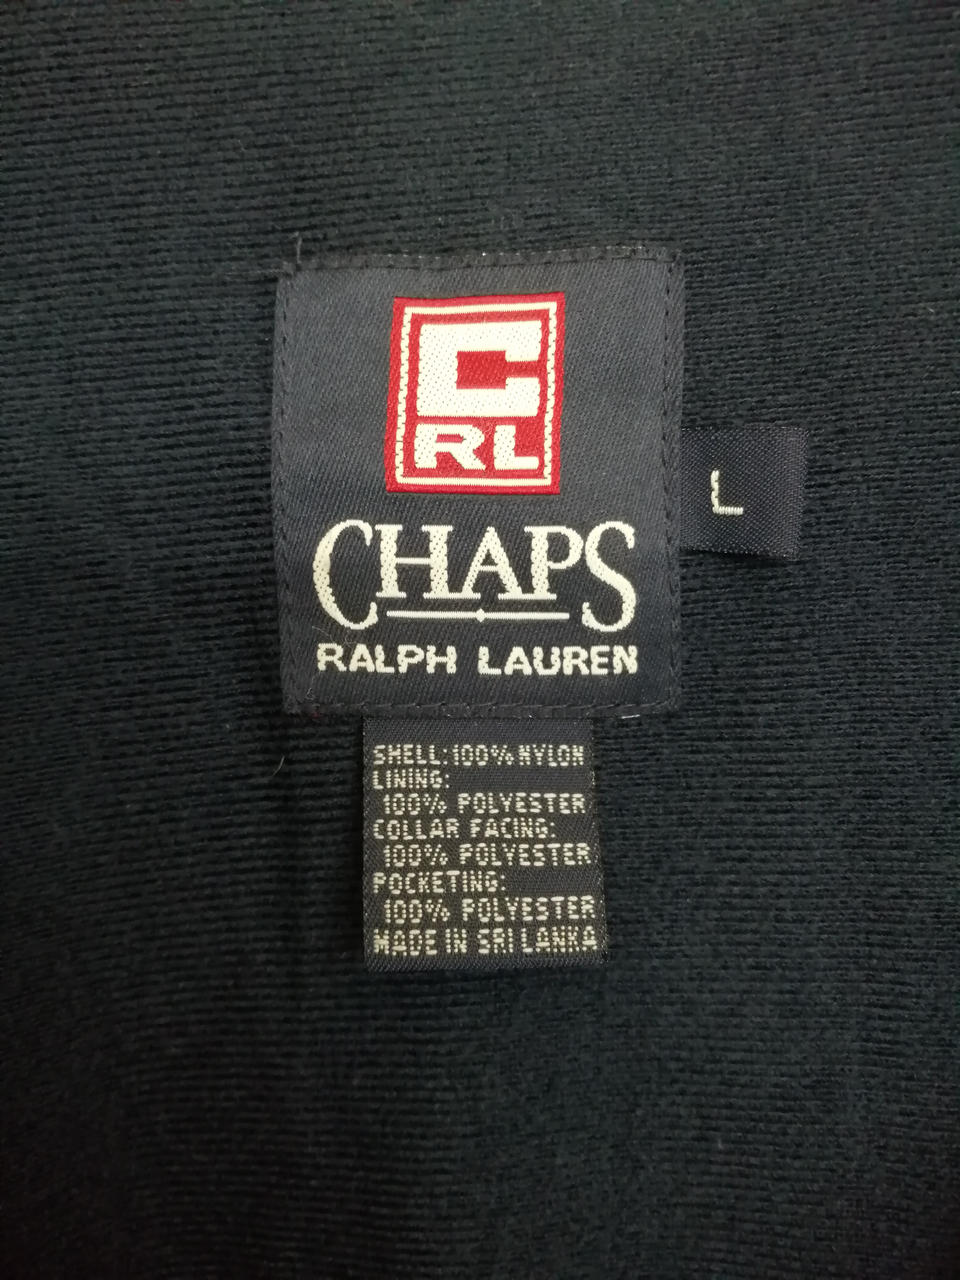 C
RL
CHAPS
RALPH LAUREN
L
SHELL: 100% NYLON
LINING:
100% POLYESTER
COLLAR FACING:
100% POLYESTER
POCKETING:
100% POLYESTER
MADE IN SRI LANKA